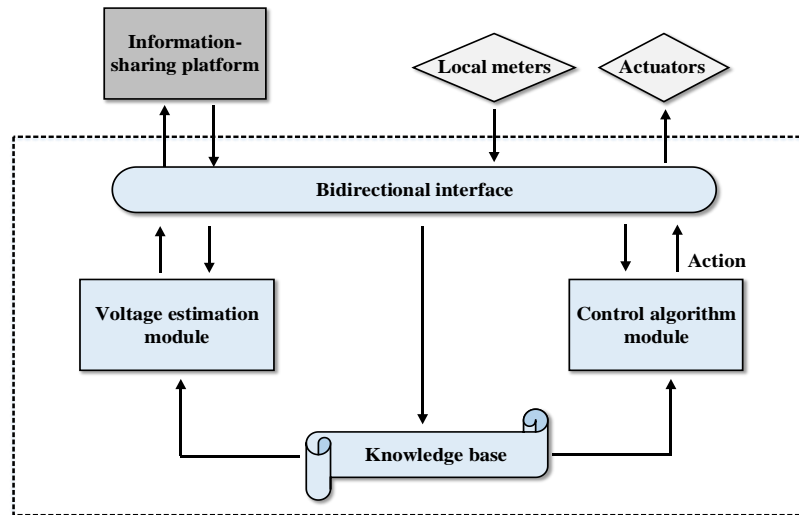 Information-
sharing platform
Local meters
Actuators
Bidirectional interface
Action
Voltage estimation
module
Control algorithm
module
Knowledge base